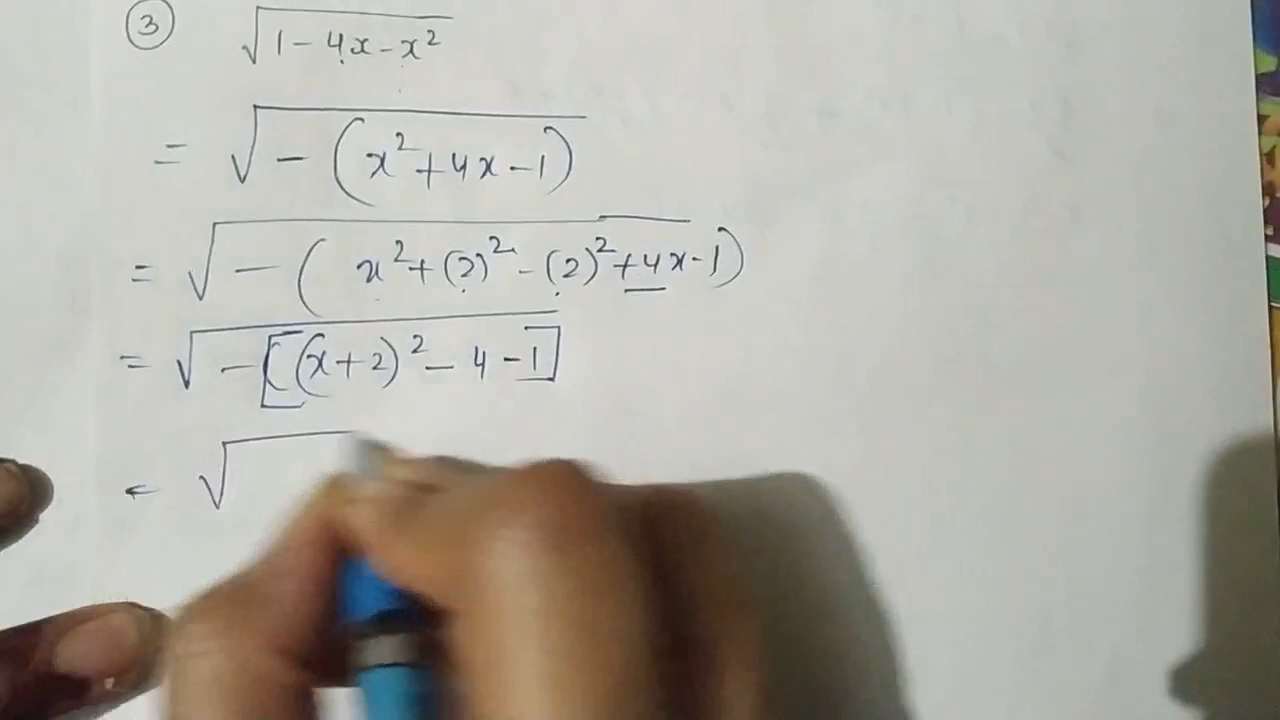 ③ √(1 - 4x - x²)
= √-(x² + 4x - 1)
= √-(x² + (2)² - (2)² + 4x - 1)
= √-[(x + 2)² - 4 - 1]
= √